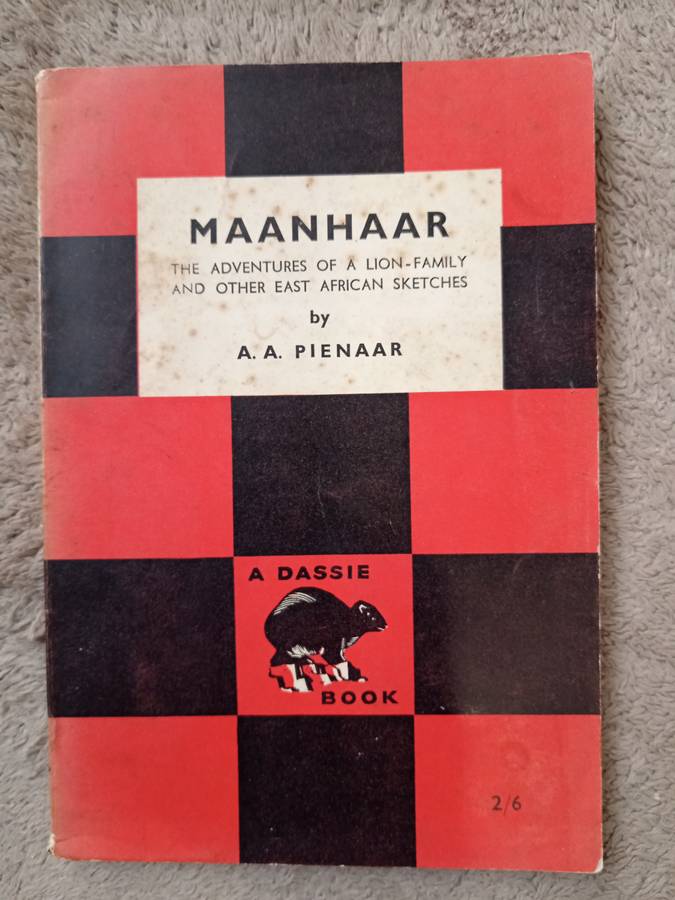 MAANHAAR
THE ADVENTURES OF A LION-FAMILY
AND OTHER EAST AFRICAN SKETCHES
by
A. A. PIENAAR
A DASSIE
BOOK
2/6